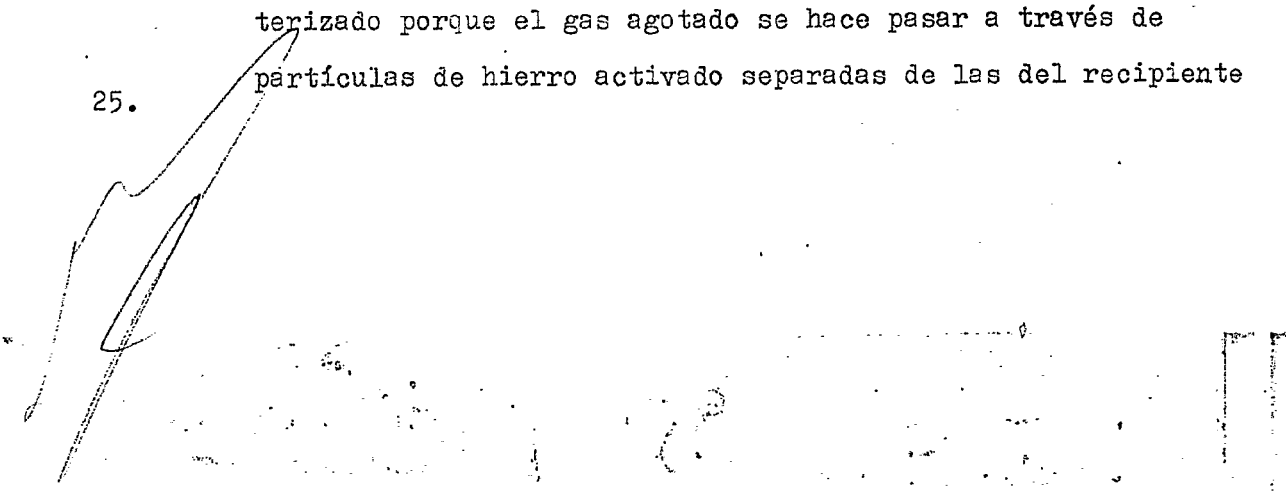 terizado porque el gas agotado se hace pasar a través de
25. partículas de hierro activado separadas de las del recipiente